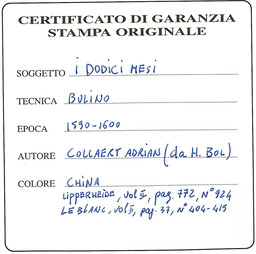 CERTIFICATO DI GARANZIA
STAMPA ORIGINALE
SOGGETTO I DODICI MESI
TECNICA BULINO
EPOCA 1590-1600
AUTORE COLLAERT ADRIAN (da H. BOL)
COLORE CHINA
LIPPERHEIDE, vol II, pag. 772, N° 924
LE BLANC, vol II, pag. 37, N° 404-415